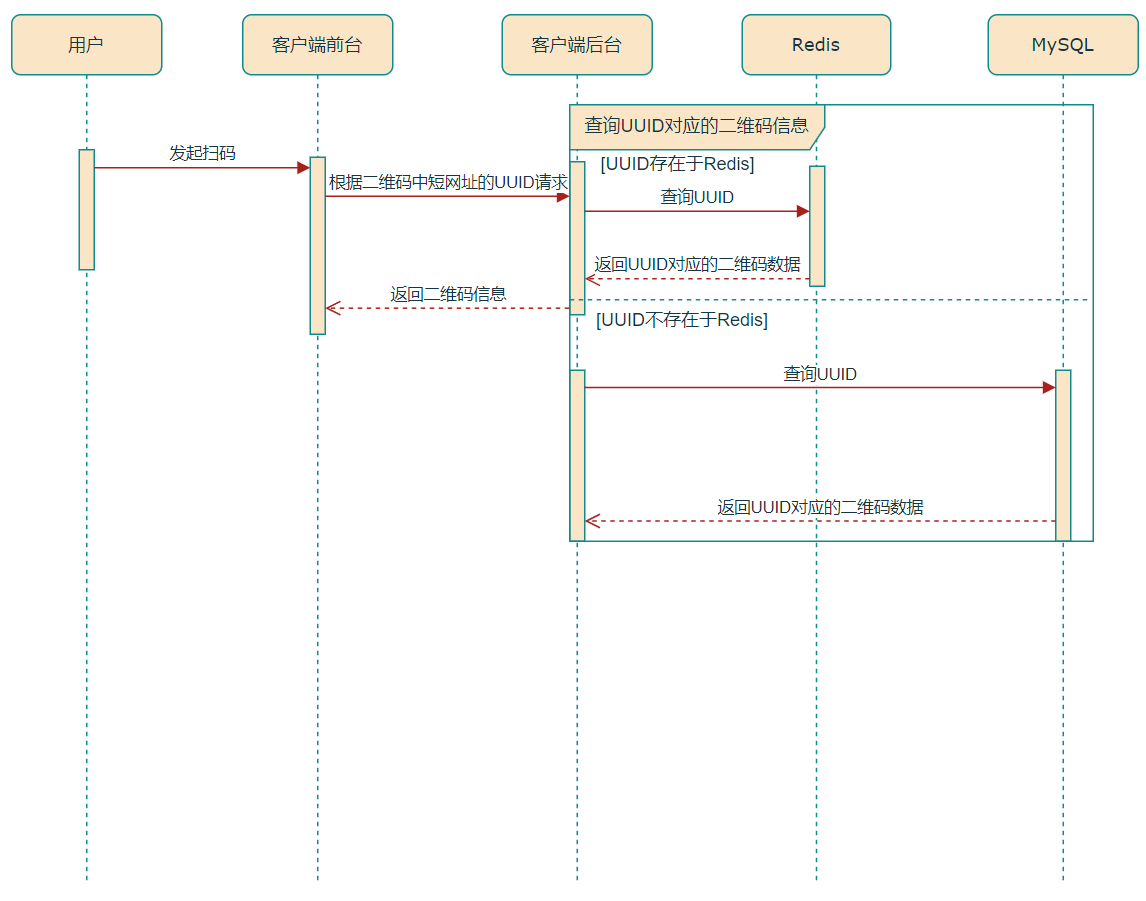 用户
客户端前台
客户端后台
Redis
MySQL
查询UUID对应的二维码信息
发起扫码
[UUID存在于Redis]
根据二维码中短网址的UUID请求
查询UUID
返回UUID对应的二维码数据
返回二维码信息
[UUID不存在于Redis]
查询UUID
返回UUID对应的二维码数据